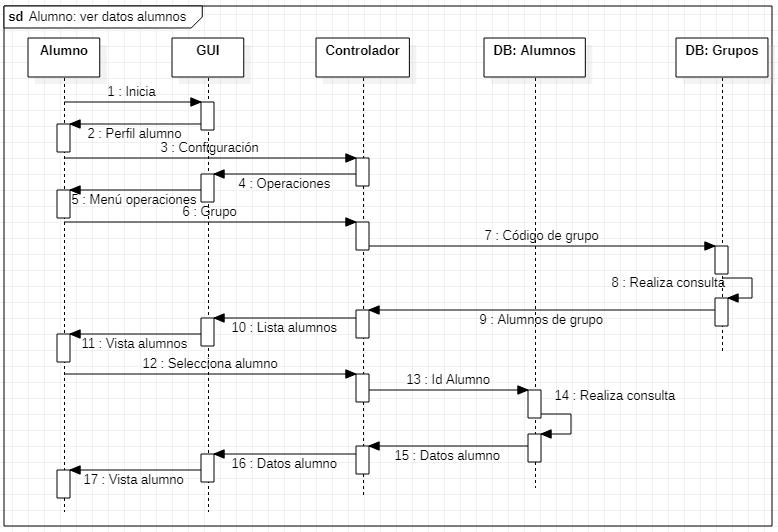 sd Alumno: ver datos alumnos
Alumno
GUI
Controlador
DB: Alumnos
DB: Grupos
1 : Inicia
2 : Perfil alumno
3 : Configuración
4 : Operaciones
5 : Menú operaciones
6 : Grupo
7 : Código de grupo
8 : Realiza consulta
9 : Alumnos de grupo
10 : Lista alumnos
11 : Vista alumnos
12 : Selecciona alumno
13 : Id Alumno
14 : Realiza consulta
15 : Datos alumno
16 : Datos alumno
17 : Vista alumno